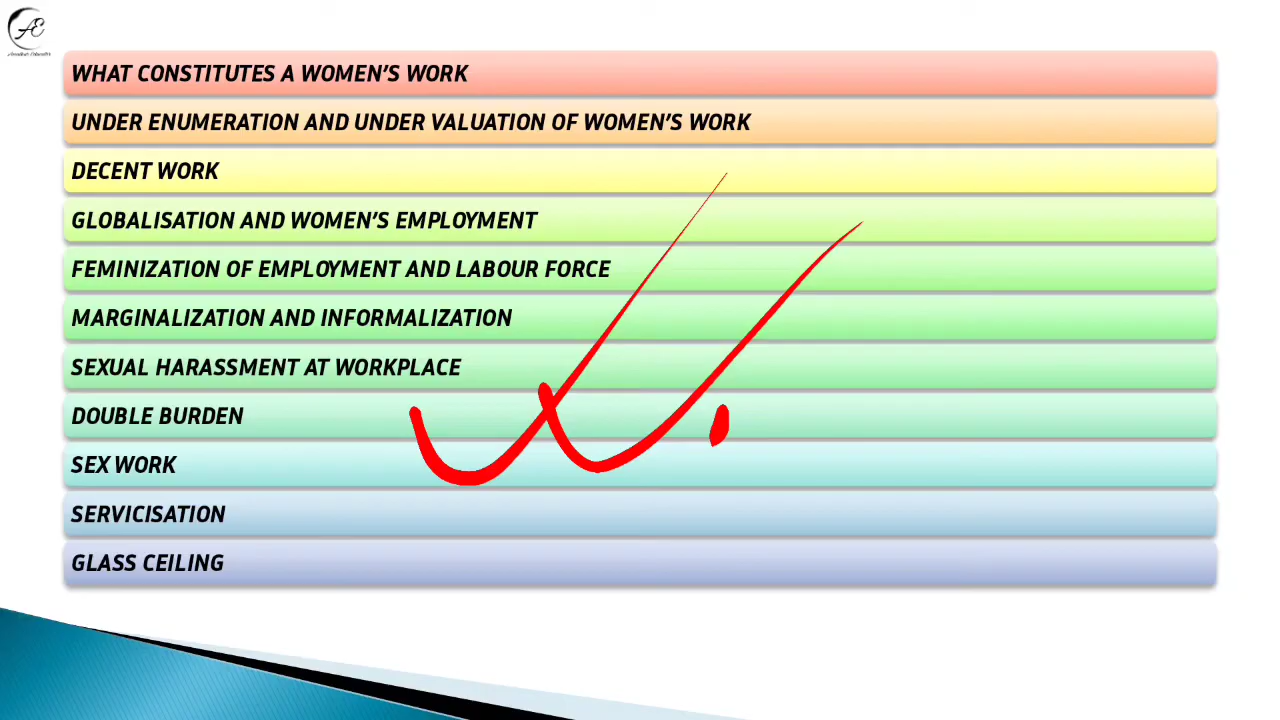 AE
WHAT CONSTITUTES A WOMEN'S WORK
UNDER ENUMERATION AND UNDER VALUATION OF WOMEN'S WORK
DECENT WORK
GLOBALISATION AND WOMEN'S EMPLOYMENT
FEMINIZATION OF EMPLOYMENT AND LABOUR FORCE
MARGINALIZATION AND INFORMALIZATION
SEXUAL HARASSMENT AT WORKPLACE
DOUBLE BURDEN
SEX WORK
SERVICISATION
GLASS CEILING